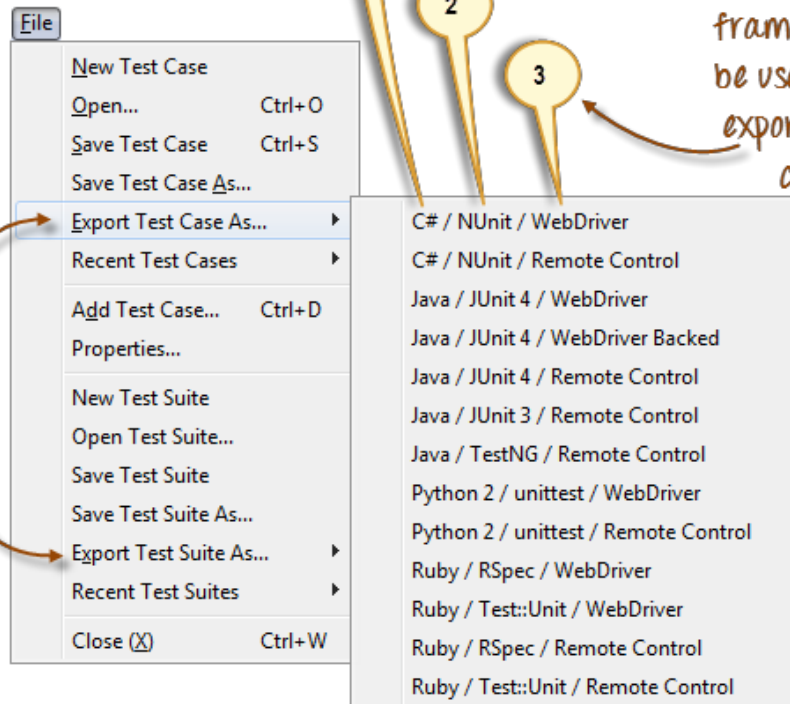 File
2
3
fram
be us
expor
New Test Case
Open... Ctrl+O
Save Test Case Ctrl+S
Save Test Case As...
Export Test Case As...
Recent Test Cases
Add Test Case... Ctrl+D
Properties...
New Test Suite
Open Test Suite...
Save Test Suite
Save Test Suite As...
Export Test Suite As...
Recent Test Suites
Close (X) Ctrl+W
C# / NUnit / WebDriver
C# / NUnit / Remote Control
Java / JUnit 4 / WebDriver
Java / JUnit 4 / WebDriver Backed
Java / JUnit 4 / Remote Control
Java / JUnit 3 / Remote Control
Java / TestNG / Remote Control
Python 2 / unittest / WebDriver
Python 2 / unittest / Remote Control
Ruby / RSpec / WebDriver
Ruby / Test::Unit / WebDriver
Ruby / RSpec / Remote Control
Ruby / Test::Unit / Remote Control